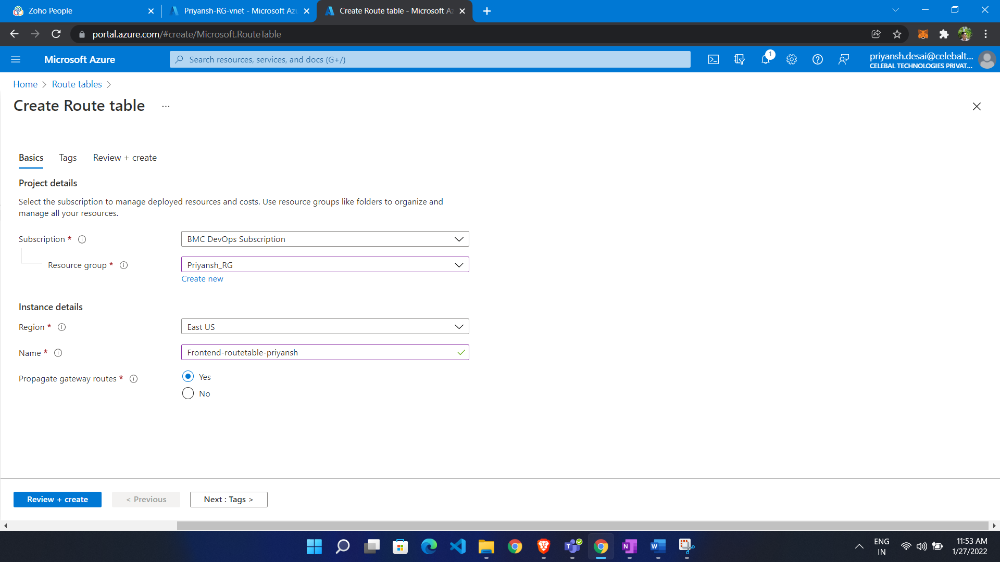 Zoho People
Priyansh-RG-vnet - Microsoft Az
Create Route table - Microsoft Az
portal.azure.com/#create/Microsoft.RouteTable
Microsoft Azure
Search resources, services, and docs (G+/)
1
priyansh.desai@celebalt...
CELEBAL TECHNOLOGIES PRIVAT...
Home > Route tables >
Create Route table ...
Basics Tags Review + create
Project details
Select the subscription to manage deployed resources and costs. Use resource groups like folders to organize and
manage all your resources.
Subscription * BMC DevOps Subscription
Resource group * Priyansh_RG
Create new
Instance details
Region * East US
Name * Frontend-routetable-priyansh
Propagate gateway routes * Yes
No
Review + create < Previous Next : Tags >
ENG
IN
11:53 AM
1/27/2022